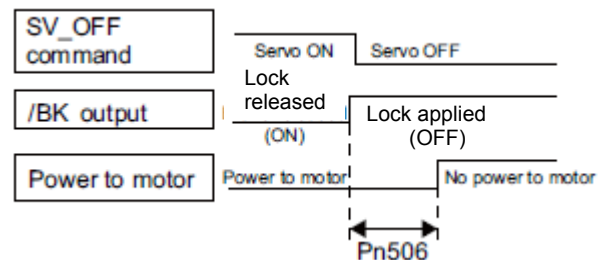 SV_OFF
command
Servo ON
Servo OFF
/BK output
Lock
released
(ON)
Lock applied
(OFF)
Power to motor
Power to motor
No power to motor
Pn506